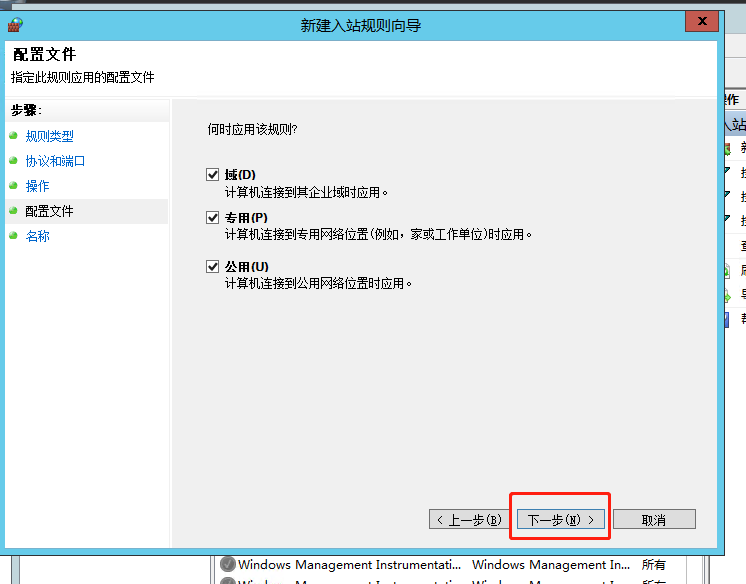 新建入站规则向导
x
配置文件
指定此规则应用的配置文件
步骤:
规则类型
协议和端口
操作
配置文件
名称
何时应用该规则?
域(D)
计算机连接到其企业域时应用。
专用(P)
计算机连接到专用网络位置(例如，家或工作单位)时应用。
公用(U)
计算机连接到公用网络位置时应用。
< 上一步(B)
下一步(N) >
取消
Windows Management Instrumentati... Windows Management In... 所有